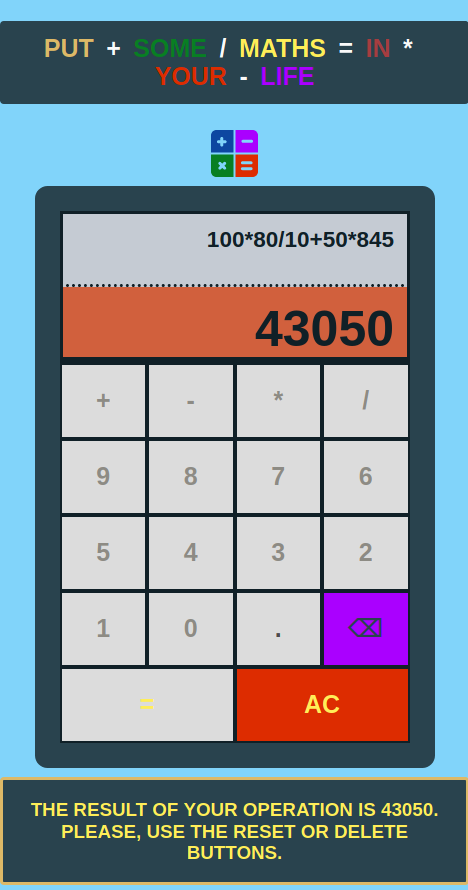 PUT + SOME / MATHS = IN *
YOUR - LIFE
100*80/10+50*845
43050
+ - * /
9 8 7 6
5 4 3 2
1 0 . ⌫
= AC
THE RESULT OF YOUR OPERATION IS 43050.
PLEASE, USE THE RESET OR DELETE
BUTTONS.